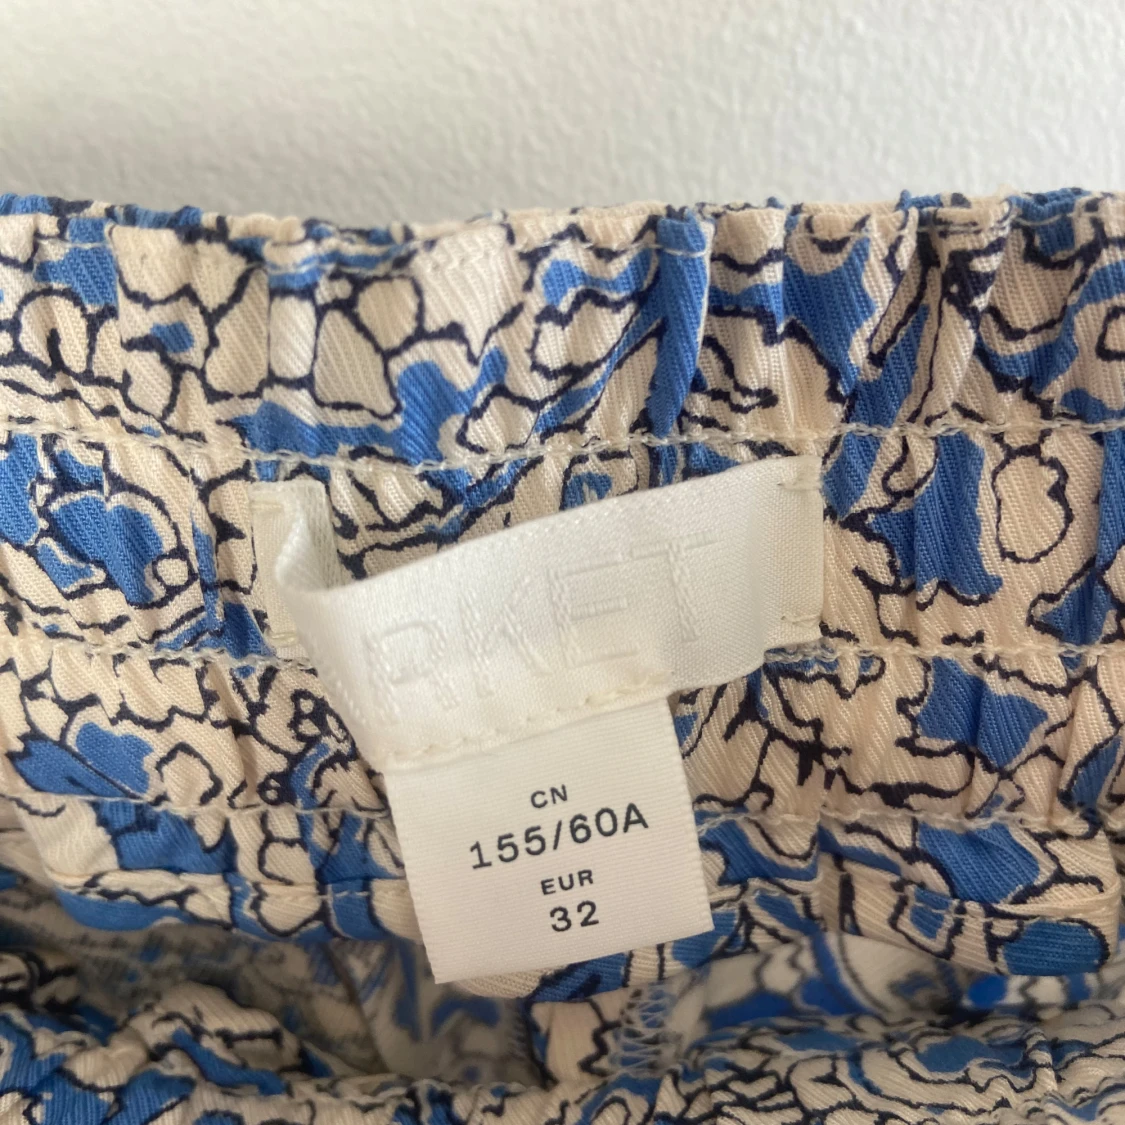 RKET
CN
155/60A
EUR
32